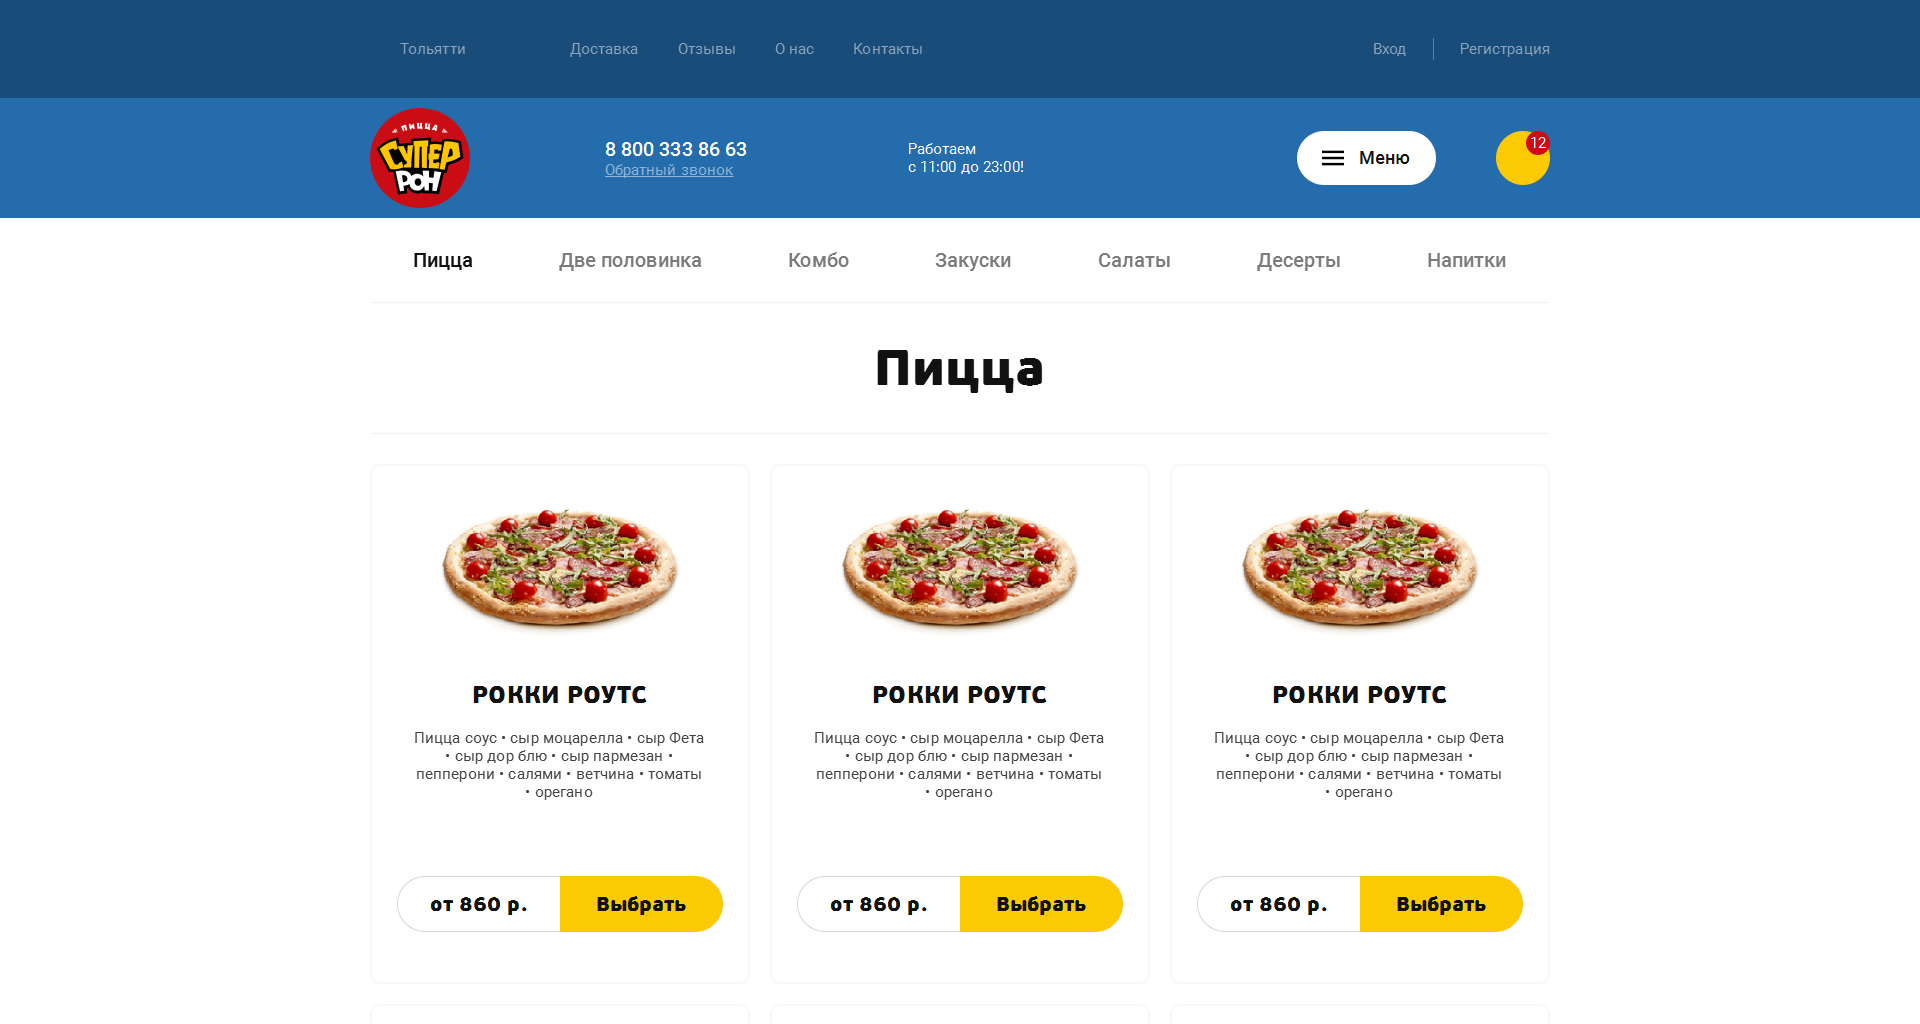 Тольятти
Доставка
Отзывы
О нас
Контакты
Вход
Регистрация
ПИЦЦА
СУПЕР
РОН
8 800 333 86 63
Обратный звонок
Работаем
с 11:00 до 23:00!
Меню
12
Пицца
Две половинка
Комбо
Закуски
Салаты
Десерты
Напитки
Пицца
РОККИ РОУТС
Пицца соус • сыр моцарелла • сыр Фета
• сыр дор блю • сыр пармезан •
пепперони • салями • ветчина • томаты
• орегано
от 860 р.
Выбрать
РОККИ РОУТС
Пицца соус • сыр моцарелла • сыр Фета
• сыр дор блю • сыр пармезан •
пепперони • салями • ветчина • томаты
• орегано
от 860 р.
Выбрать
РОККИ РОУТС
Пицца соус • сыр моцарелла • сыр Фета
• сыр дор блю • сыр пармезан •
пепперони • салями • ветчина • томаты
• орегано
от 860 р.
Выбрать